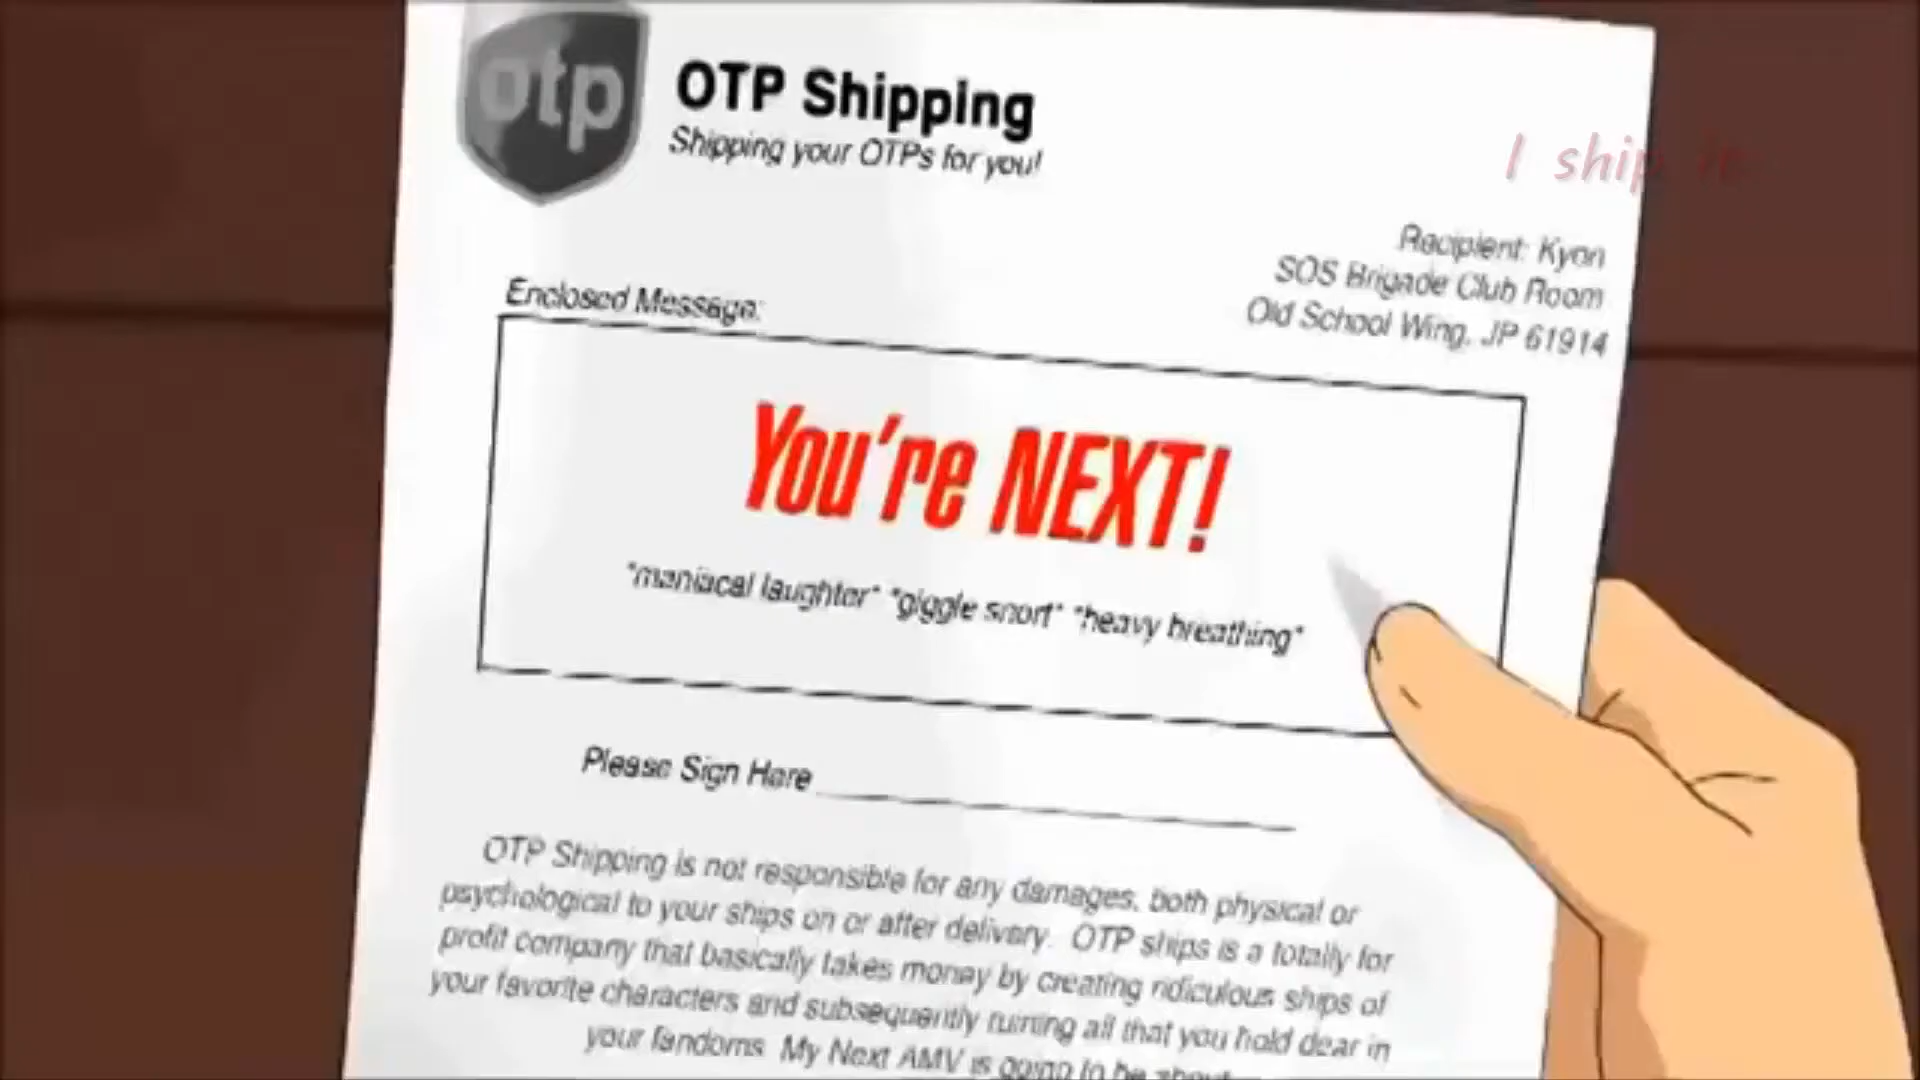 otp
OTP Shipping
Shipping your OTPs for you!
I ship it
Recipient: Kyon
SOS Brigade Club Room
Old School Wing, JP 61914
Enclosed Message:
You're NEXT!
*maniacal laughter* *giggle snort* *heavy breathing*
Please Sign Here
OTP Shipping is not responsible for any damages, both physical or
psychological to your ships on or after delivery. OTP ships is a totally for
profit company that basically takes money by creating ridiculous ships of
your favorite characters and subsequently ruining all that you hold dear in
your fandoms. My Next AMV is going to be about